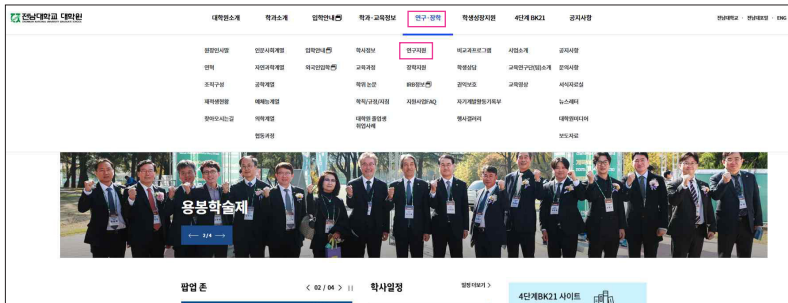 전남대학교 대학원
대학원소개 학과소개 입학안내 학과·교육정보 연구·장학 학생성장지원 4단계 BK21 공지사항
전남대학교 전남대포털 ENG
원장인사말 인문사회계열 입학안내 학사정보 연구지원 비교과프로그램 사업소개 공지사항
연혁 자연과학계열 외국인입학 교육과정 장학지원 학생상담 교육연구단(팀)소개 문의사항
조직구성 공학계열 학위 논문 IRB정보 권익보호 교육영상 서식자료실
재학생현황 예체능계열 학칙/규정/지침 지원사업FAQ 자기계발활동기록부 뉴스레터
찾아오시는길 의학계열 대학원 졸업생 행사갤러리 대학원미디어
취업사례
협동과정 보도자료
용봉학술제
← 2/4 →
팝업 존 < 02 / 04 > 학사일정 일정 더보기 >
4단계BK21 사이트